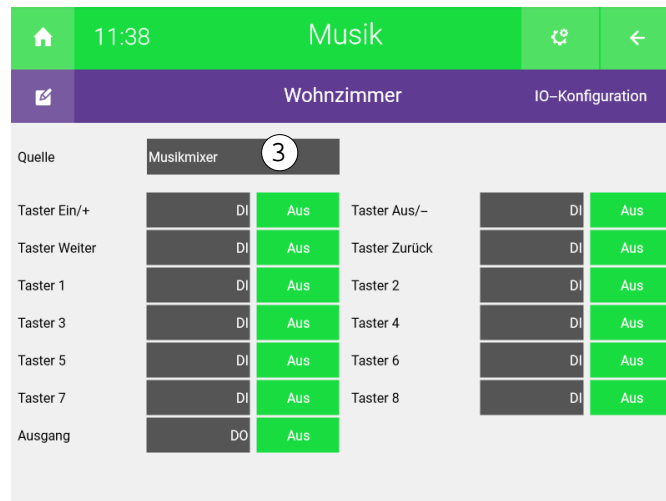 11:38 Musik
Wohnzimmer IO–Konfiguration
Quelle Musikmixer 3
Taster Ein/+ DI Aus Taster Aus/– DI Aus
Taster Weiter DI Aus Taster Zurück DI Aus
Taster 1 DI Aus Taster 2 DI Aus
Taster 3 DI Aus Taster 4 DI Aus
Taster 5 DI Aus Taster 6 DI Aus
Taster 7 DI Aus Taster 8 DI Aus
Ausgang DO Aus